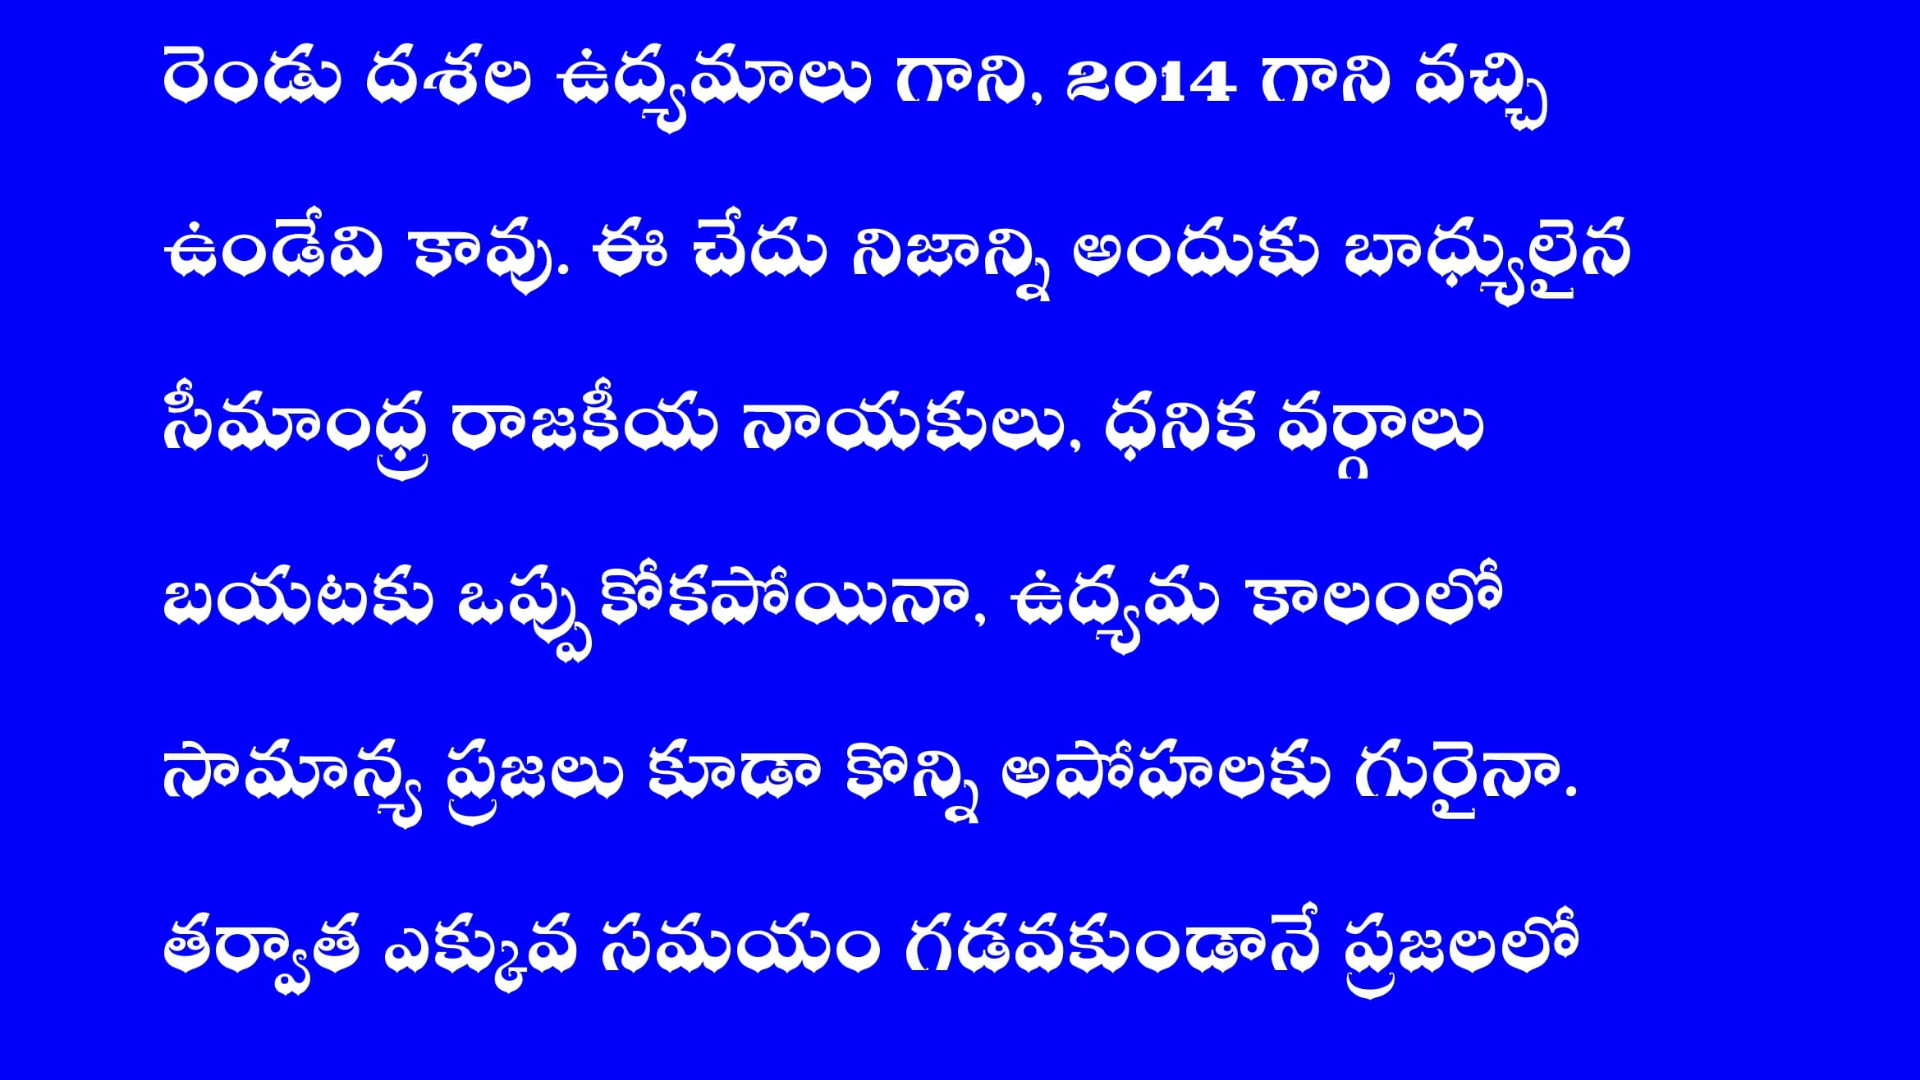 రెండు దశల ఉద్యమాలు గాని, 2014 గాని వచ్చి
ఉండేవి కావు. ఈ చేదు నిజాన్ని అందుకు బాధ్యులైన
సీమాంధ్ర రాజకీయ నాయకులు, ధనిక వర్గాలు
బయటకు ఒప్పు కోకపోయినా, ఉద్యమ కాలంలో
సామాన్య ప్రజలు కూడా కొన్ని అపోహలకు గురైనా.
తర్వాత ఎక్కువ సమయం గడవకుండానే ప్రజలలో